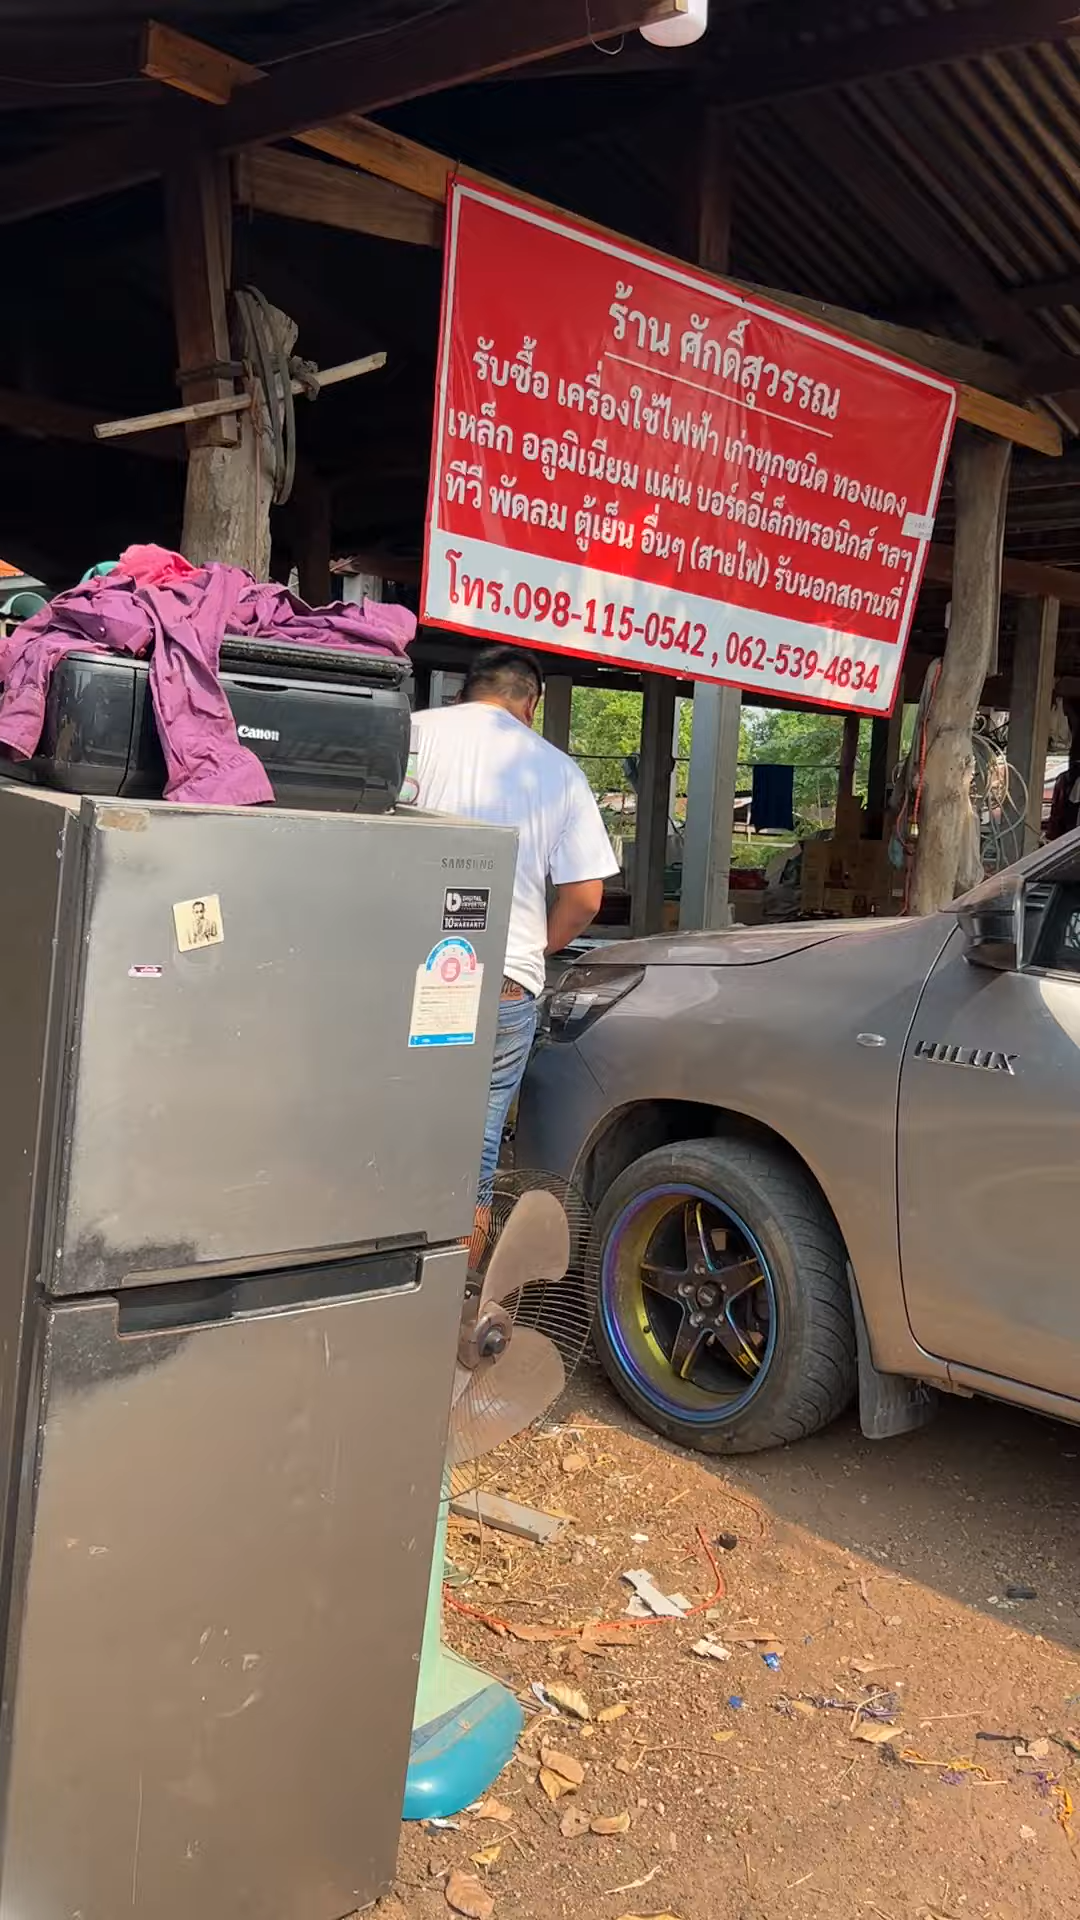 ร้าน ศักดิ์สุวรรณ
รับซื้อ เครื่องใช้ไฟฟ้า เก่าทุกชนิด ทองแดง
เหล็ก อลูมิเนียม แผ่น บอร์ดอีเล็กทรอนิกส์ ฯลฯ
ทีวี พัดลม ตู้เย็น อื่นๆ (สายไฟ) รับนอกสถานที่
โทร.098-115-0542 , 062-539-4834
Canon
SAMSUNG
DIGITAL
INVERTER
10 WARRANTY
5
HILUX